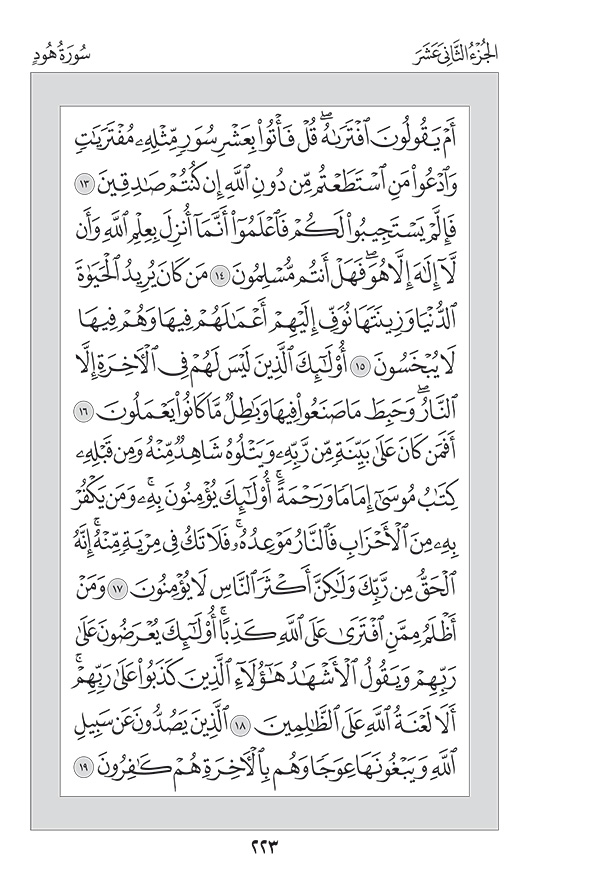 الجُزْءُ الثَّانِي عَشَرَ
سُورَةُ هُودٍ
أَمۡ يَقُولُونَ ٱفۡتَرَىٰهُۖ قُلۡ فَأۡتُواْ بِعَشۡرِ سُوَرٖ مِّثۡلِهِۦ مُفۡتَرَيَٰتٖ
وَٱدۡعُواْ مَنِ ٱسۡتَطَعۡتُم مِّن دُونِ ٱللَّهِ إِن كُنتُمۡ صَٰدِقِينَ ١٣
فَإِلَّمۡ يَسۡتَجِيبُواْ لَكُمۡ فَٱعۡلَمُوٓاْ أَنَّمَآ أُنزِلَ بِعِلۡمِ ٱللَّهِ وَأَن
لَّآ إِلَٰهَ إِلَّا هُوَۖ فَهَلۡ أَنتُم مُّسۡلِمُونَ ١٤ مَن كَانَ يُرِيدُ ٱلۡحَيَوٰةَ
ٱلدُّنۡيَا وَزِينَتَهَا نُوَفِّ إِلَيۡهِمۡ أَعۡمَٰلَهُمۡ فِيهَا وَهُمۡ فِيهَا
لَا يُبۡخَسُونَ ١٥ أُوْلَٰٓئِكَ ٱلَّذِينَ لَيۡسَ لَهُمۡ فِي ٱلۡأٓخِرَةِ إِلَّا
ٱلنَّارُۖ وَحَبِطَ مَا صَنَعُواْ فِيهَا وَبَٰطِلٞ مَّا كَانُواْ يَعۡمَلُونَ ١٦
أَفَمَن كَانَ عَلَىٰ بَيِّنَةٖ مِّن رَّبِّهِۦ وَيَتۡلُوهُ شَاهِدٞ مِّنۡهُ وَمِن قَبۡلِهِۦ
كِتَٰبُ مُوسَىٰٓ إِمَامٗا وَرَحۡمَةًۚ أُوْلَٰٓئِكَ يُؤۡمِنُونَ بِهِۦۚ وَمَن يَكۡفُرۡ
بِهِۦ مِنَ ٱلۡأَحۡزَابِ فَٱلنَّارُ مَوۡعِدُهُۥۚ فَلَا تَكُ فِي مِرۡيَةٖ مِّنۡهُۚ إِنَّهُ
ٱلۡحَقُّ مِن رَّبِّكَ وَلَٰكِنَّ أَكۡثَرَ ٱلنَّاسِ لَا يُؤۡمِنُونَ ١٧ وَمَنۡ
أَظۡلَمُ مِمَّنِ ٱفۡتَرَىٰ عَلَى ٱللَّهِ كَذِبًاۚ أُوْلَٰٓئِكَ يُعۡرَضُونَ عَلَىٰ
رَبِّهِمۡ وَيَقُولُ ٱلۡأَشۡهَٰدُ هَٰٓؤُلَآءِ ٱلَّذِينَ كَذَبُواْ عَلَىٰ رَبِّهِمۡۚ
أَلَا لَعۡنَةُ ٱللَّهِ عَلَى ٱلظَّٰلِمِينَ ١٨ ٱلَّذِينَ يَصُدُّونَ عَن سَبِيلِ
ٱللَّهِ وَيَبۡغُونَهَا عِوَجٗا وَهُم بِٱلۡأٓخِرَةِ هُمۡ كَٰفِرُونَ ١٩
٢٢٣